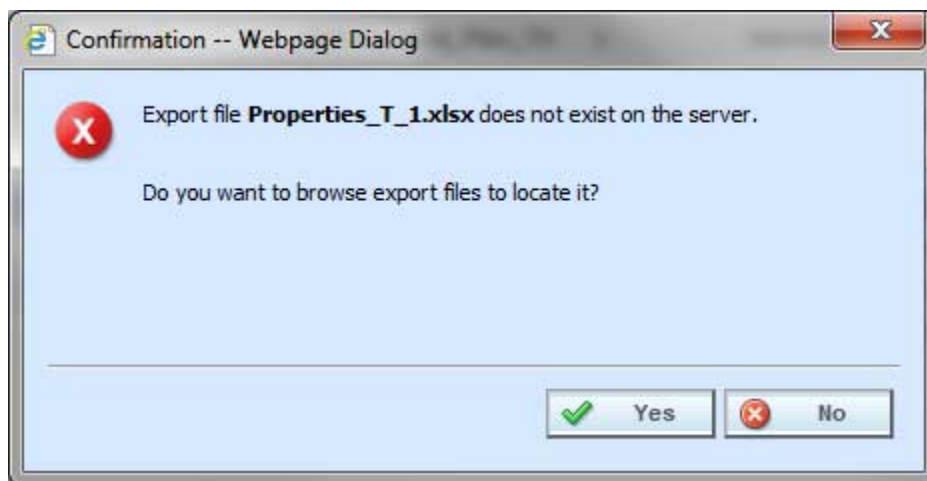 Confirmation -- Webpage Dialog
Export file Properties_T_1.xlsx does not exist on the server.
Do you want to browse export files to locate it?
Yes
No